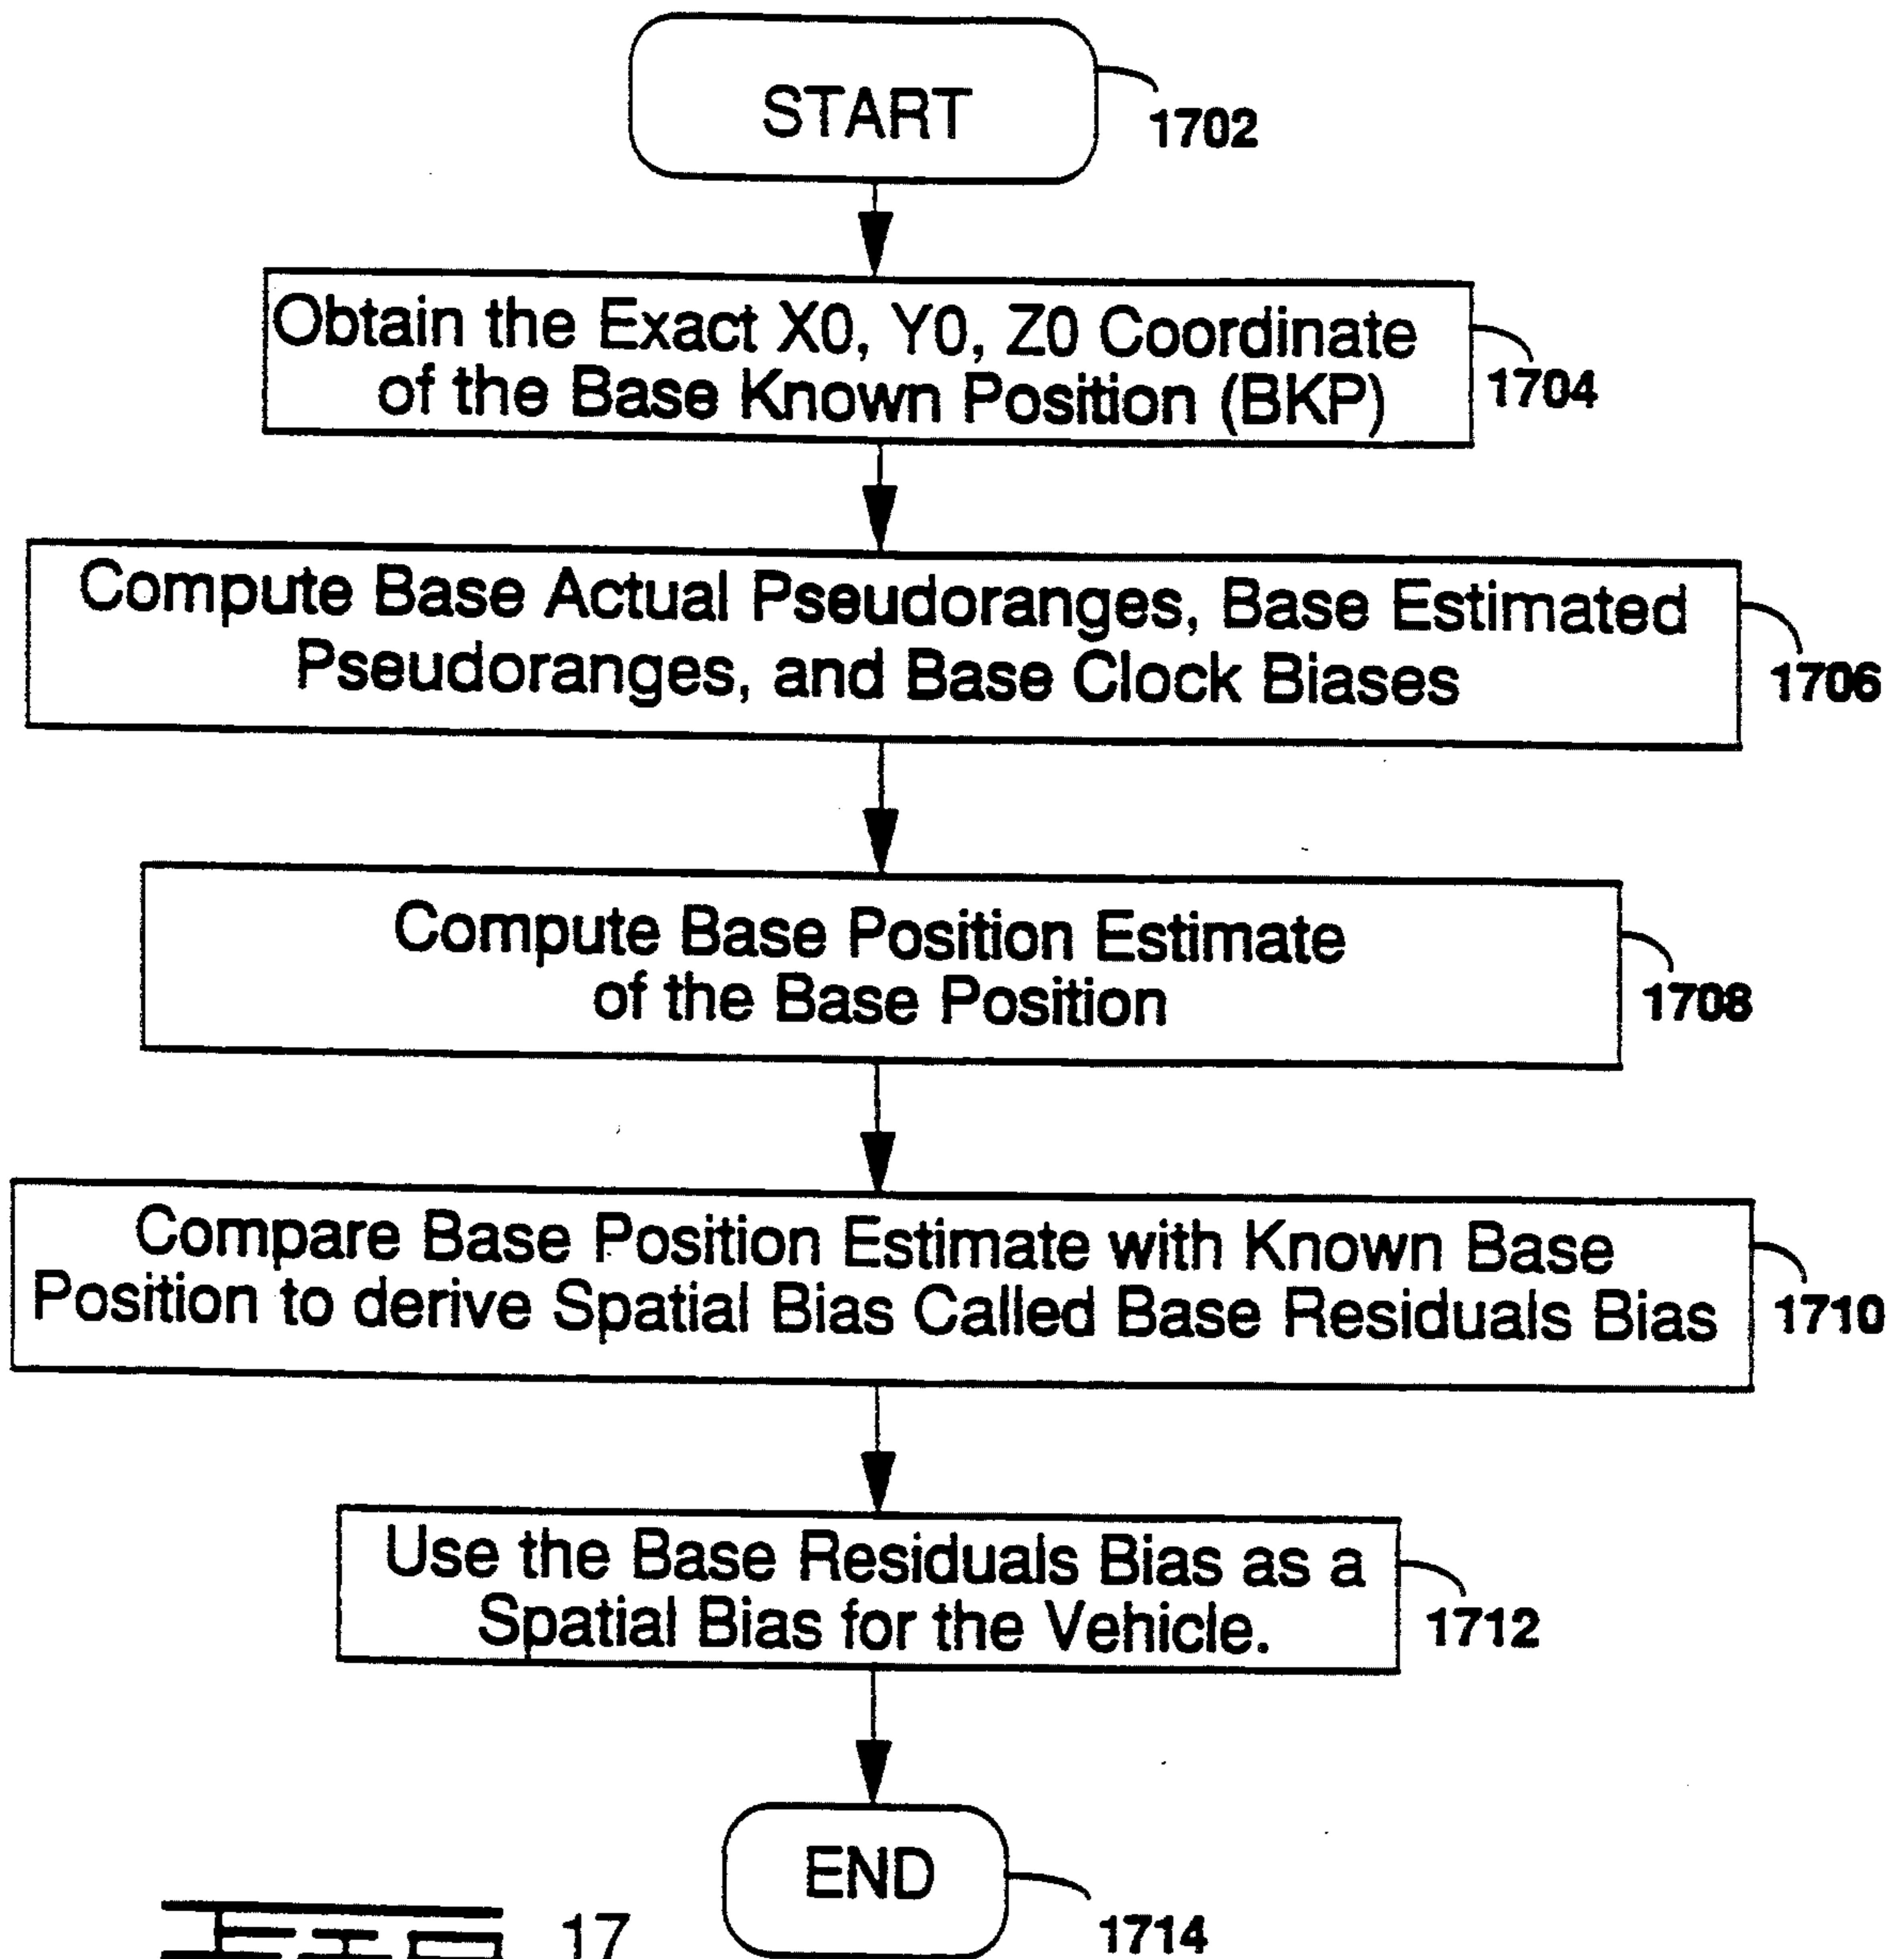 START
1702
Obtain the Exact X0, Y0, Z0 Coordinate
of the Base Known Position (BKP)
1704
Compute Base Actual Pseudoranges, Base Estimated
Pseudoranges, and Base Clock Biases
1706
Compute Base Position Estimate
of the Base Position
1708
Compare Base Position Estimate with Known Base
Position to derive Spatial Bias Called Base Residuals Bias
1710
Use the Base Residuals Bias as a
Spatial Bias for the Vehicle.
1712
END
1714
17